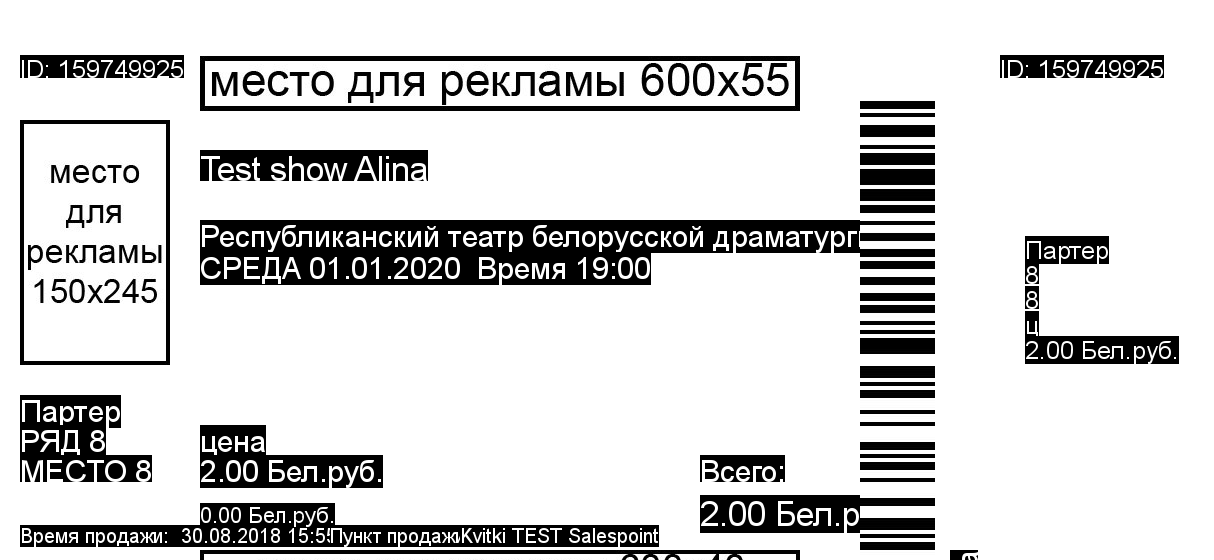 ID: 159749925
место для рекламы 600x55
ID: 159749925
место
для
рекламы
150x245
Test show Alina
Республиканский театр белорусской драматург
СРЕДА 01.01.2020 Время 19:00
Партер
8
8
ц
2.00 Бел.руб.
Партер
РЯД 8
МЕСТО 8
цена
2.00 Бел.руб.
0.00 Бел.руб.
Всего:
2.00 Бел.р
Время продажи: 30.08.2018 15:5
Пункт продажи
Kvitki TEST Salespoint